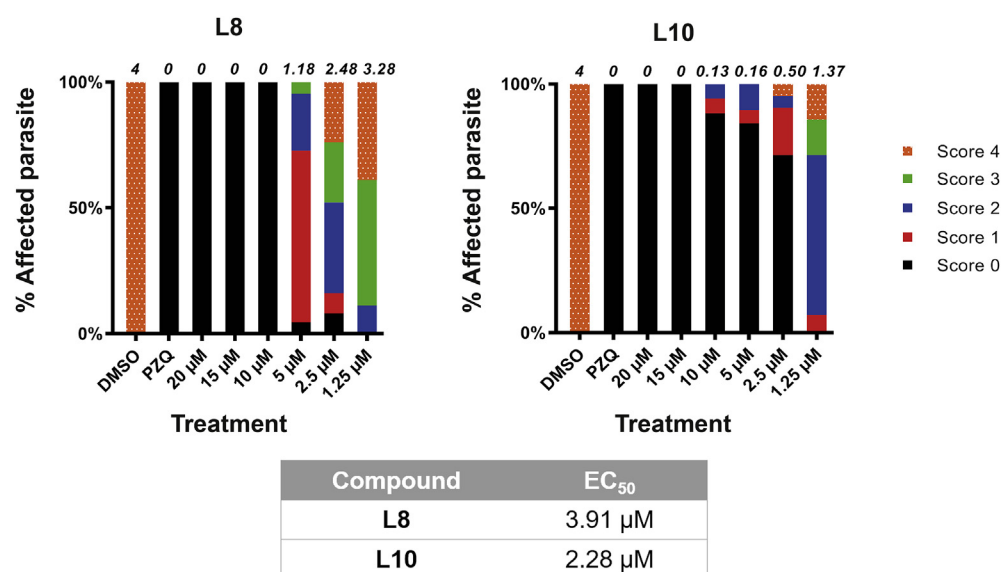 L8
4 0 0 0 0 1.18 2.48 3.28
% Affected parasite
100%
50%
0%
DMSO
PZQ
20 µM
15 µM
10 µM
5 µM
2.5 µM
1.25 µM
Treatment
L10
4 0 0 0 0.13 0.16 0.50 1.37
% Affected parasite
100%
50%
0%
DMSO
PZQ
20 µM
15 µM
10 µM
5 µM
2.5 µM
1.25 µM
Treatment
Score 4
Score 3
Score 2
Score 1
Score 0
Compound EC50
L8 3.91 µM
L10 2.28 µM